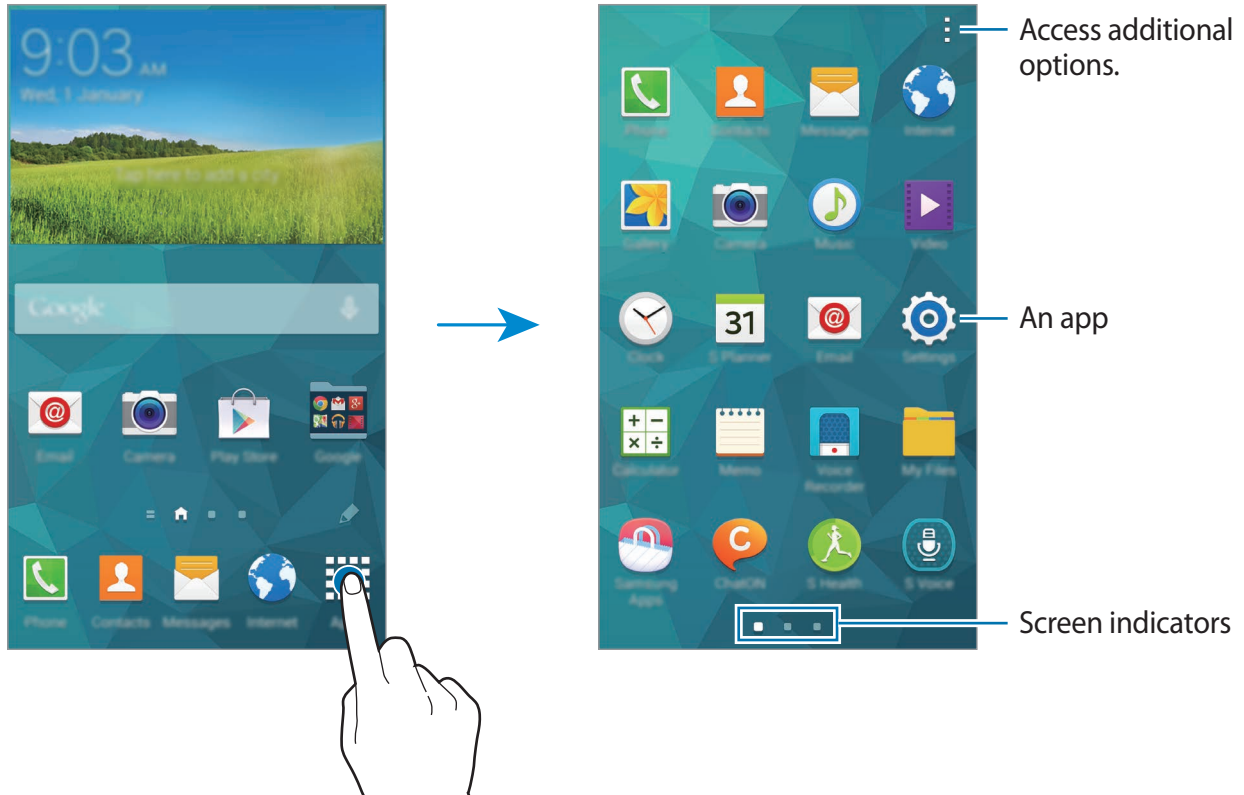 9:03 AM
Wed, 1 January
Tap here to add a city
Google
Email
Camera
Play Store
Google
Phone
Contacts
Messages
Internet
Phone
Contacts
Messages
Internet
Gallery
Camera
Music
Video
Clock
31
S Planner
Email
Settings
Calculator
Memo
Voice
Recorder
My Files
Samsung
Apps
C
ChatON
S Health
S Voice
Access additional
options.
An app
Screen indicators